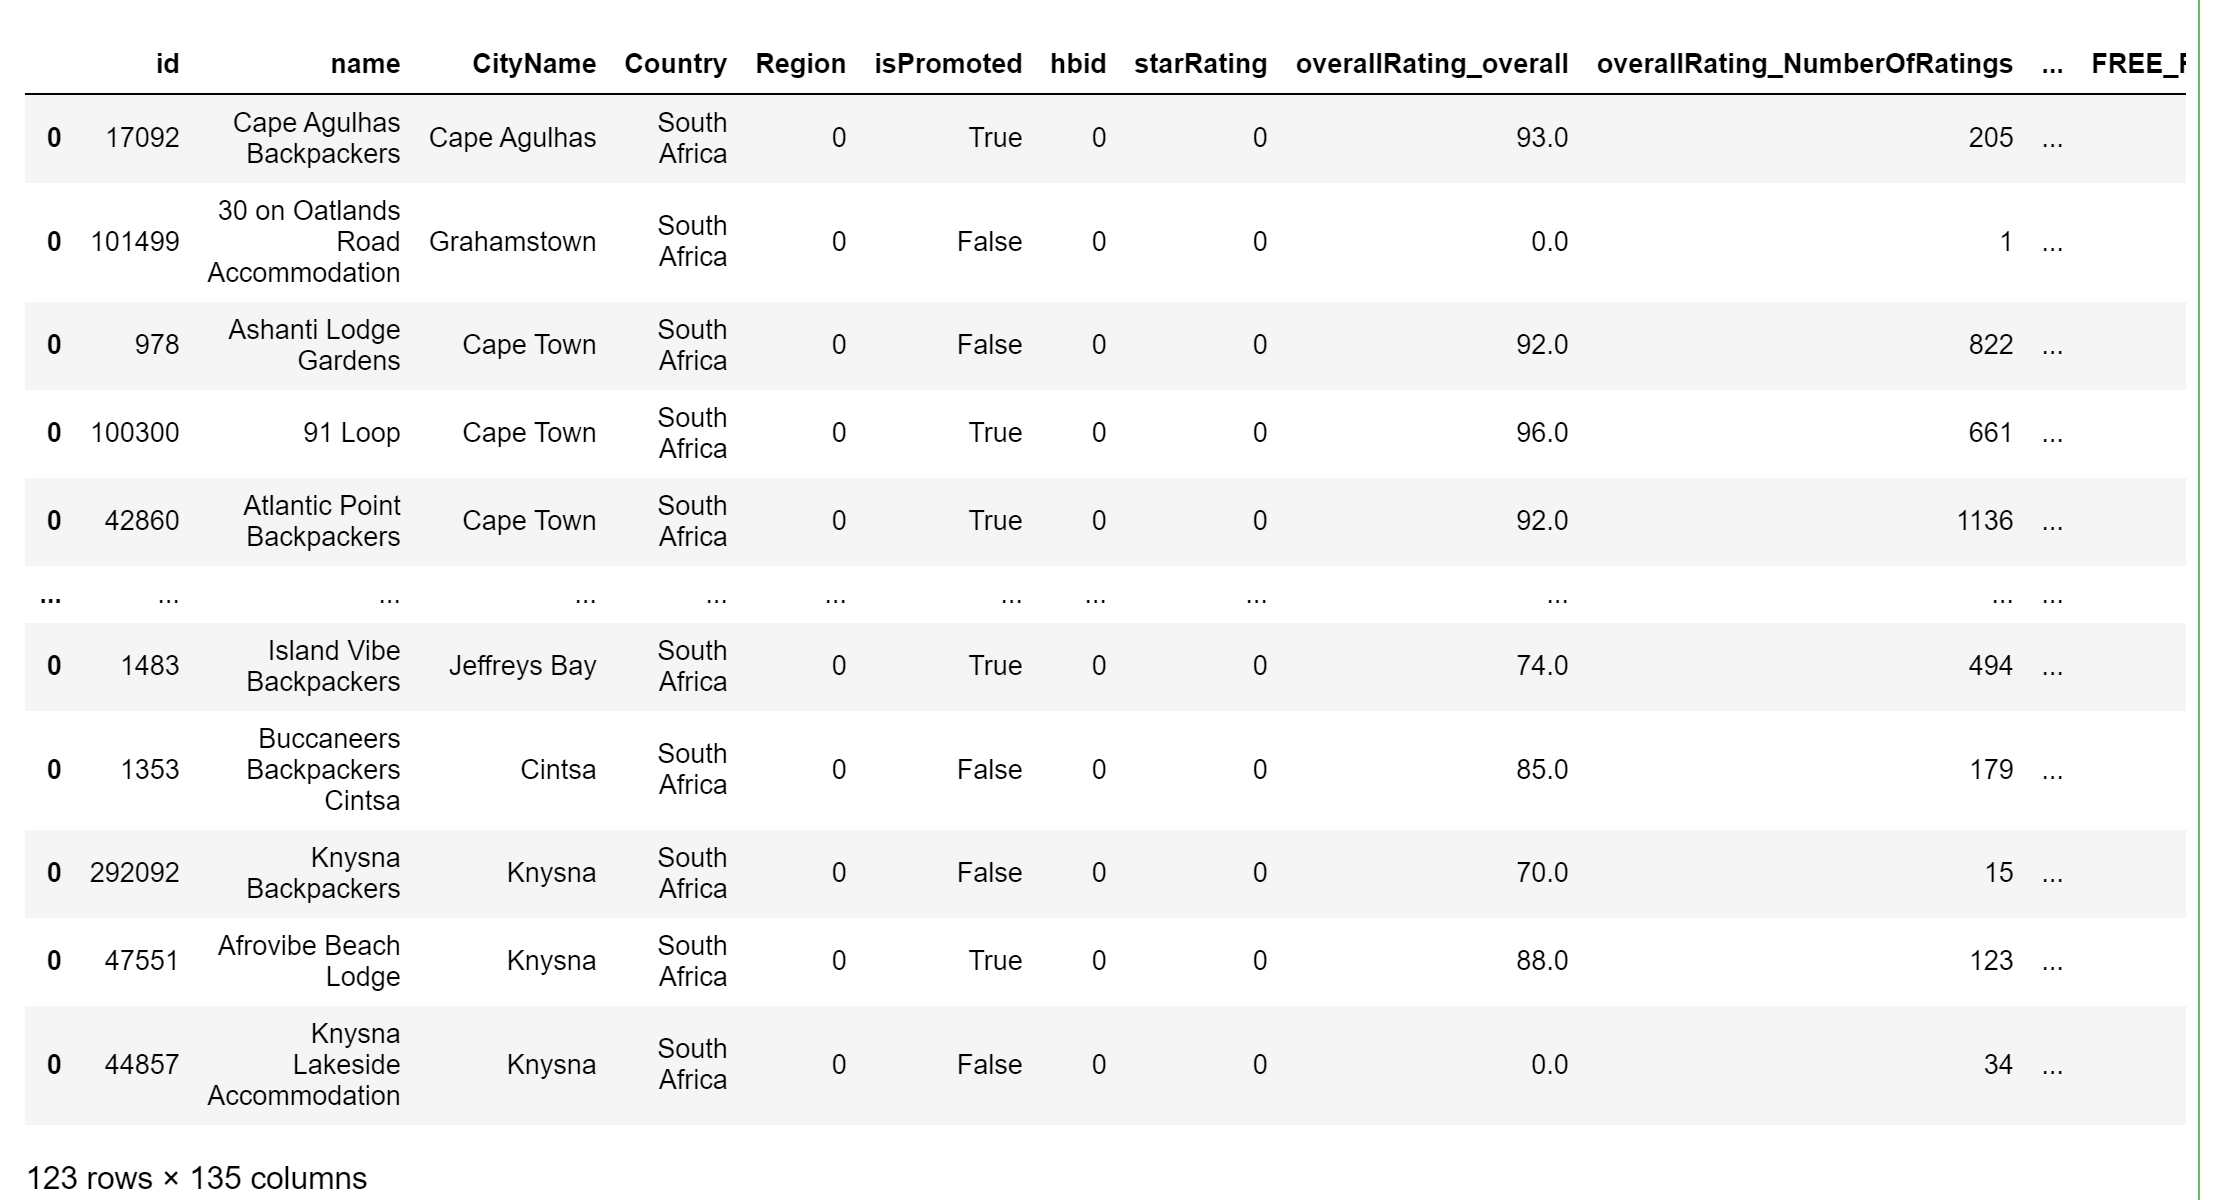 id name CityName Country Region isPromoted hbid starRating overallRating_overall overallRating_NumberOfRatings ... FREE_
0 17092 Cape Agulhas Backpackers Cape Agulhas South Africa 0 True 0 0 93.0 205 ...
0 101499 30 on Oatlands Road Accommodation Grahamstown South Africa 0 False 0 0 0.0 1 ...
0 978 Ashanti Lodge Gardens Cape Town South Africa 0 False 0 0 92.0 822 ...
0 100300 91 Loop Cape Town South Africa 0 True 0 0 96.0 661 ...
0 42860 Atlantic Point Backpackers Cape Town South Africa 0 True 0 0 92.0 1136 ...
... ... ... ... ... ... ... ... ... ... ... ...
0 1483 Island Vibe Backpackers Jeffreys Bay South Africa 0 True 0 0 74.0 494 ...
0 1353 Buccaneers Backpackers Cintsa Cintsa South Africa 0 False 0 0 85.0 179 ...
0 292092 Knysna Backpackers Knysna South Africa 0 False 0 0 70.0 15 ...
0 47551 Afrovibe Beach Lodge Knysna South Africa 0 True 0 0 88.0 123 ...
0 44857 Knysna Lakeside Accommodation Knysna South Africa 0 False 0 0 0.0 34 ...
123 rows × 135 columns